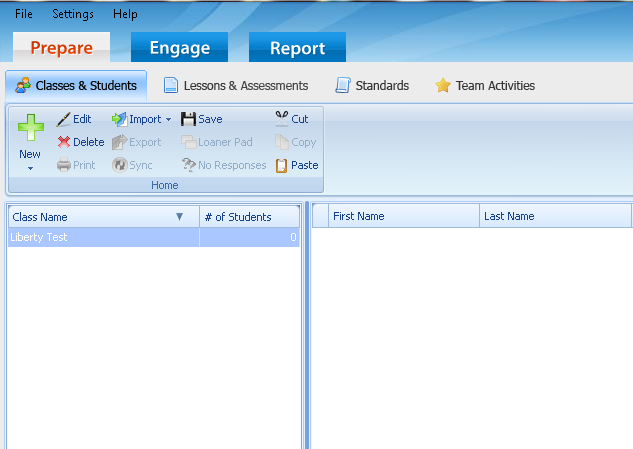 File Settings Help
Prepare Engage Report
Classes & Students Lessons & Assessments Standards Team Activities
New Edit Import Save Cut
Delete Export Loaner Pad Copy
Print Sync No Responses Paste
Home
Class Name # of Students First Name Last Name
Liberty Test 0